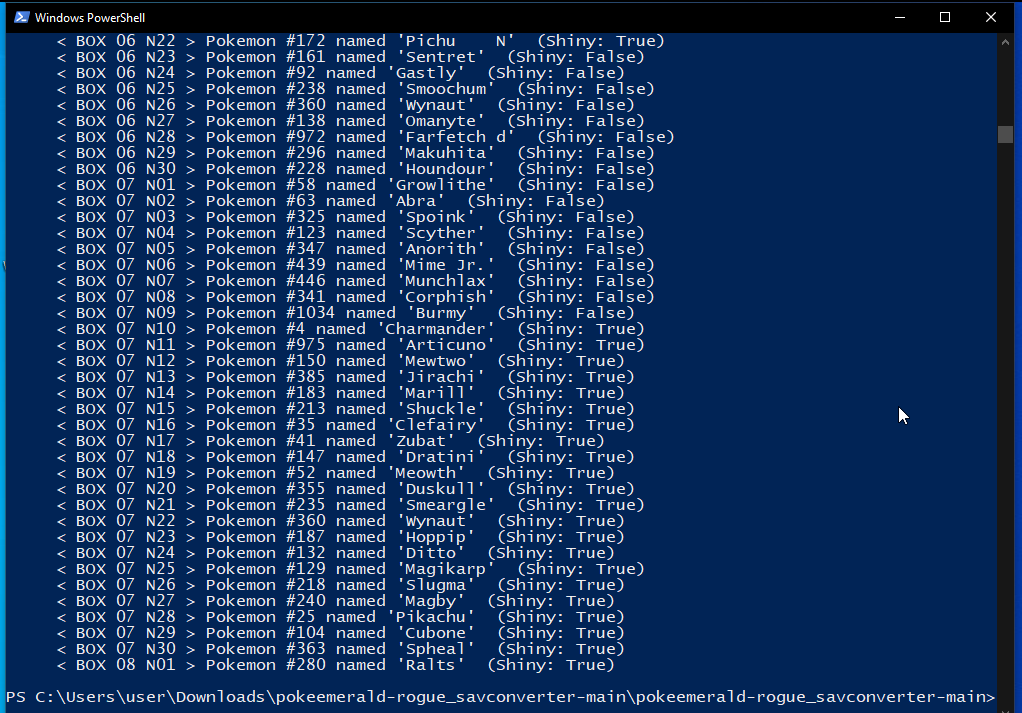 Windows PowerShell
< BOX 06 N22 > Pokemon #172 named 'Pichu    N'  (Shiny: True)
< BOX 06 N23 > Pokemon #161 named 'Sentret'  (Shiny: False)
< BOX 06 N24 > Pokemon #92 named 'Gastly'  (Shiny: False)
< BOX 06 N25 > Pokemon #238 named 'Smoochum'  (Shiny: False)
< BOX 06 N26 > Pokemon #360 named 'Wynaut'  (Shiny: False)
< BOX 06 N27 > Pokemon #138 named 'Omanyte'  (Shiny: False)
< BOX 06 N28 > Pokemon #972 named 'Farfetch d'  (Shiny: False)
< BOX 06 N29 > Pokemon #296 named 'Makuhita'  (Shiny: False)
< BOX 06 N30 > Pokemon #228 named 'Houndour'  (Shiny: False)
< BOX 07 N01 > Pokemon #58 named 'Growlithe'  (Shiny: False)
< BOX 07 N02 > Pokemon #63 named 'Abra'  (Shiny: False)
< BOX 07 N03 > Pokemon #325 named 'Spoink'  (Shiny: False)
< BOX 07 N04 > Pokemon #123 named 'Scyther'  (Shiny: False)
< BOX 07 N05 > Pokemon #347 named 'Anorith'  (Shiny: False)
< BOX 07 N06 > Pokemon #439 named 'Mime Jr.'  (Shiny: False)
< BOX 07 N07 > Pokemon #446 named 'Munchlax'  (Shiny: False)
< BOX 07 N08 > Pokemon #341 named 'Corphish'  (Shiny: False)
< BOX 07 N09 > Pokemon #1034 named 'Burmy'  (Shiny: False)
< BOX 07 N10 > Pokemon #4 named 'Charmander'  (Shiny: True)
< BOX 07 N11 > Pokemon #975 named 'Articuno'  (Shiny: True)
< BOX 07 N12 > Pokemon #150 named 'Mewtwo'  (Shiny: True)
< BOX 07 N13 > Pokemon #385 named 'Jirachi'  (Shiny: True)
< BOX 07 N14 > Pokemon #183 named 'Marill'  (Shiny: True)
< BOX 07 N15 > Pokemon #213 named 'Shuckle'  (Shiny: True)
< BOX 07 N16 > Pokemon #35 named 'Clefairy'  (Shiny: True)
< BOX 07 N17 > Pokemon #41 named 'Zubat'  (Shiny: True)
< BOX 07 N18 > Pokemon #147 named 'Dratini'  (Shiny: True)
< BOX 07 N19 > Pokemon #52 named 'Meowth'  (Shiny: True)
< BOX 07 N20 > Pokemon #355 named 'Duskull'  (Shiny: True)
< BOX 07 N21 > Pokemon #235 named 'Smeargle'  (Shiny: True)
< BOX 07 N22 > Pokemon #360 named 'Wynaut'  (Shiny: True)
< BOX 07 N23 > Pokemon #187 named 'Hoppip'  (Shiny: True)
< BOX 07 N24 > Pokemon #132 named 'Ditto'  (Shiny: True)
< BOX 07 N25 > Pokemon #129 named 'Magikarp'  (Shiny: True)
< BOX 07 N26 > Pokemon #218 named 'Slugma'  (Shiny: True)
< BOX 07 N27 > Pokemon #240 named 'Magby'  (Shiny: True)
< BOX 07 N28 > Pokemon #25 named 'Pikachu'  (Shiny: True)
< BOX 07 N29 > Pokemon #104 named 'Cubone'  (Shiny: True)
< BOX 07 N30 > Pokemon #363 named 'Spheal'  (Shiny: True)
< BOX 08 N01 > Pokemon #280 named 'Ralts'  (Shiny: True)
PS C:\Users\user\Downloads\pokeemerald-rogue_savconverter-main\pokeemerald-rogue_savconverter-main>